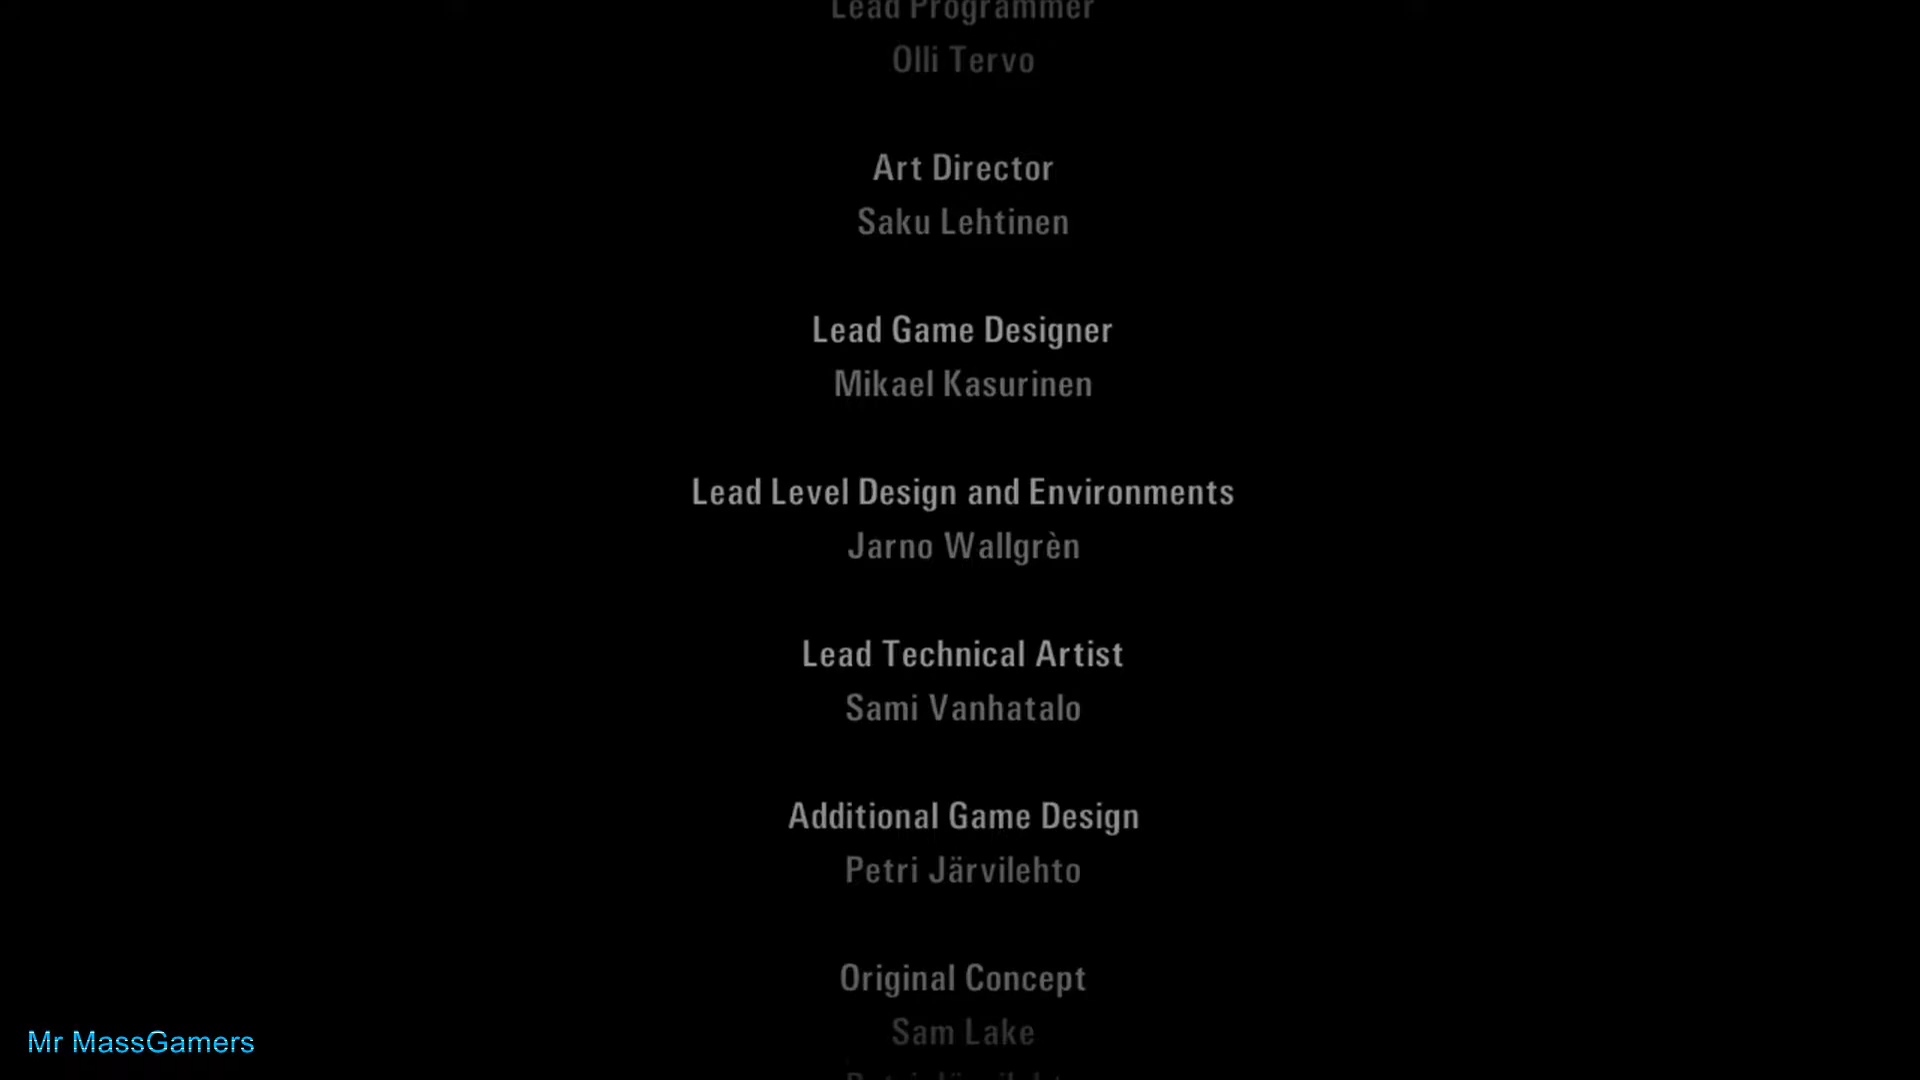 Lead Programmer
Olli Tervo
Art Director
Saku Lehtinen
Lead Game Designer
Mikael Kasurinen
Lead Level Design and Environments
Jarno Wallgrèn
Lead Technical Artist
Sami Vanhatalo
Additional Game Design
Petri Järvilehto
Original Concept
Sam Lake
Mr MassGamers